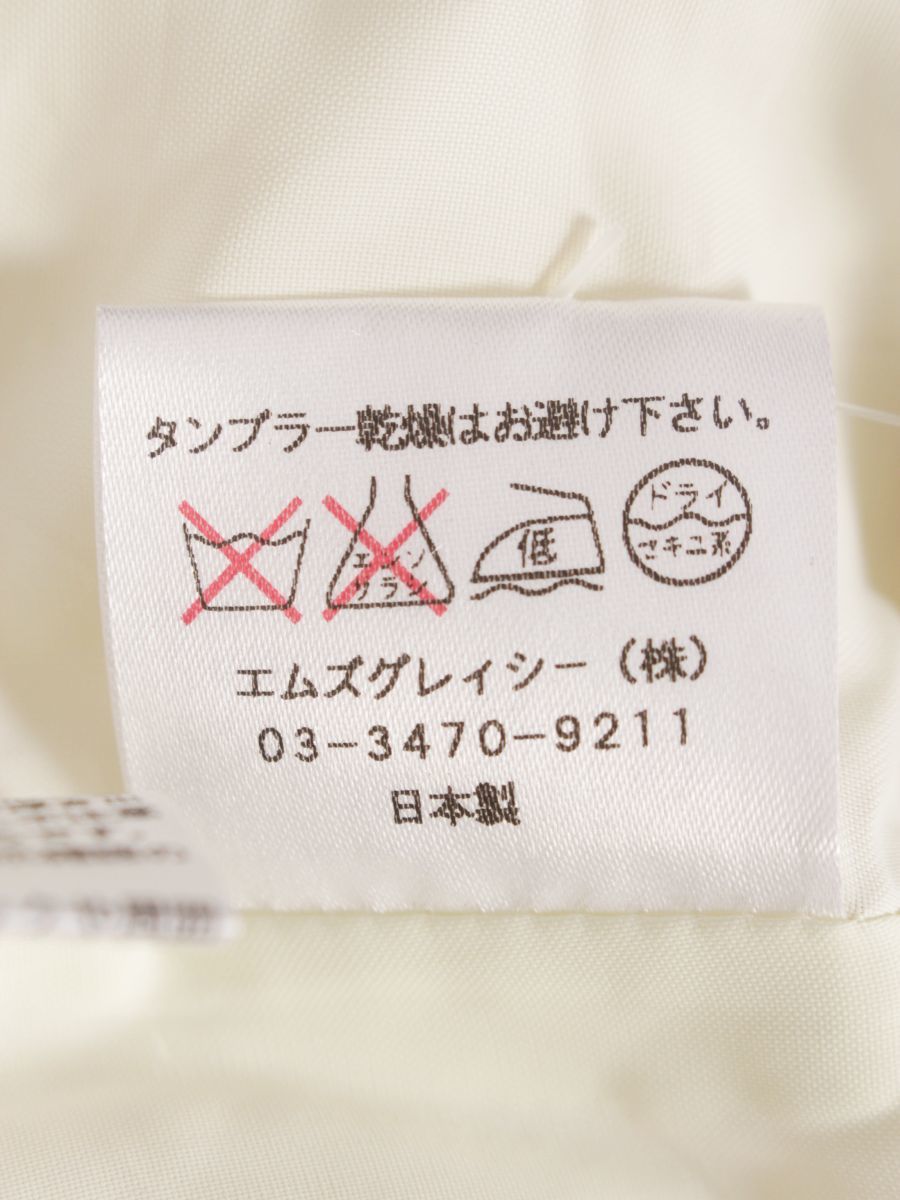 タンブラー乾燥はお避け下さい。
エンソ
サラシ
低
ドライ
セキユ系
エムズグレイシー（株）
03-3470-9211
日本製